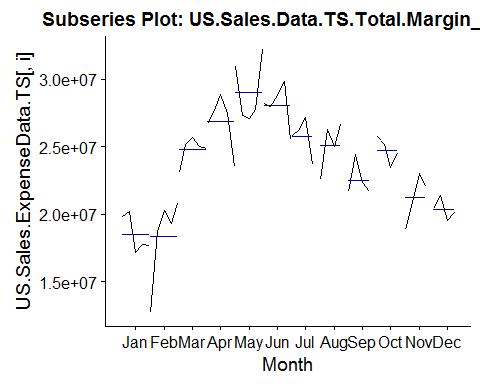 Subseries Plot: US.Sales.Data.TS.Total.Margin_
US.Sales.ExpenseData.TS[, i]
3.0e+07
2.5e+07
2.0e+07
1.5e+07
Jan Feb Mar Apr May Jun Jul Aug Sep Oct Nov Dec
Month